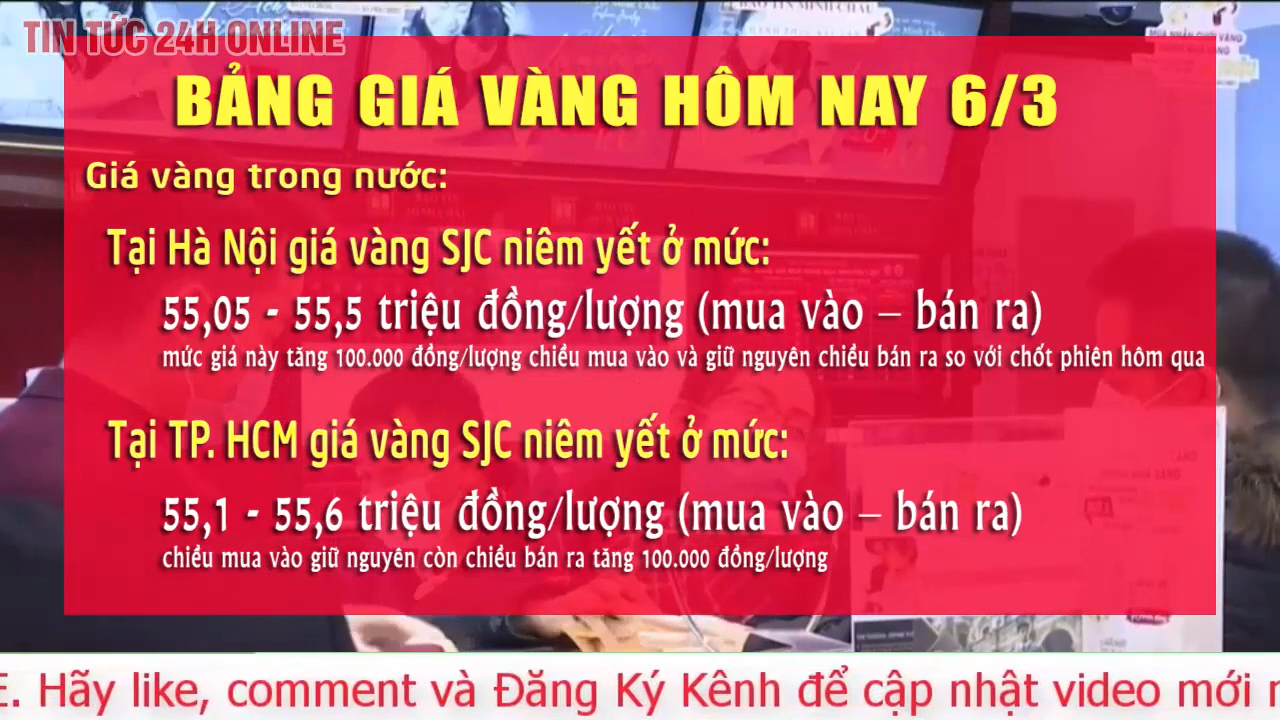 TIN TỨC 24H ONLINE
BẢO TÍN MINH CHÂU
BẢNG GIÁ VÀNG HÔM NAY 6/3
Giá vàng trong nước:
Tại Hà Nội giá vàng SJC niêm yết ở mức:
55,05 - 55,5 triệu đồng/lượng (mua vào – bán ra)
mức giá này tăng 100.000 đồng/lượng chiều mua vào và giữ nguyên chiều bán ra so với chốt phiên hôm qua
Tại TP. HCM giá vàng SJC niêm yết ở mức:
55,1 - 55,6 triệu đồng/lượng (mua vào – bán ra)
chiều mua vào giữ nguyên còn chiều bán ra tăng 100.000 đồng/lượng
E. Hãy like, comment và Đăng Ký Kênh để cập nhật video mới